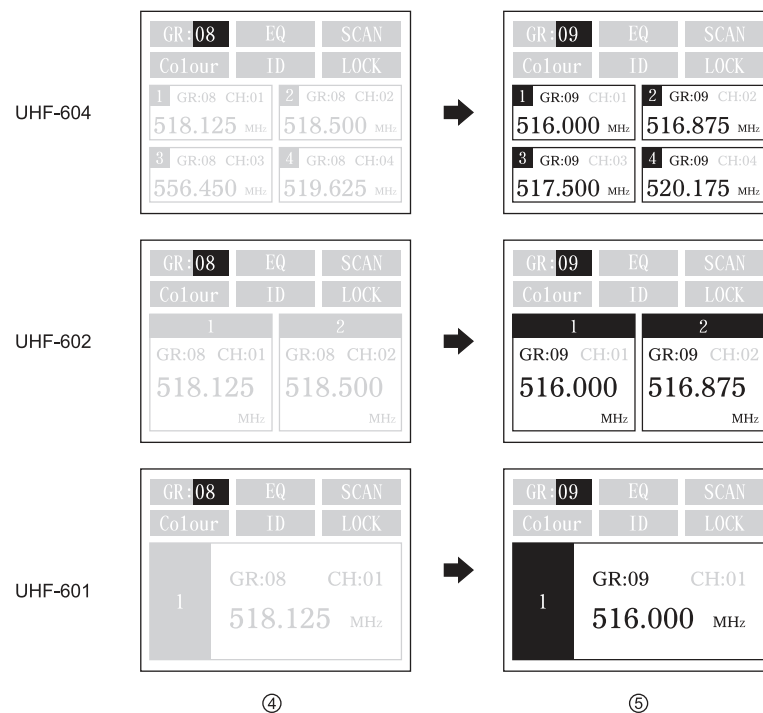 GR:08 EQ SCAN
Colour ID LOCK
1 GR:08 CH:01 2 GR:08 CH:02
518.125 MHz 518.500 MHz
3 GR:08 CH:03 4 GR:08 CH:04
556.450 MHz 519.625 MHz
UHF-604
GR:09 EQ SCAN
Colour ID LOCK
1 GR:09 CH:01 2 GR:09 CH:02
516.000 MHz 516.875 MHz
3 GR:09 CH:03 4 GR:09 CH:04
517.500 MHz 520.175 MHz
GR:08 EQ SCAN
Colour ID LOCK
1 2
GR:08 CH:01 GR:08 CH:02
518.125 518.500
MHz MHz
UHF-602
GR:09 EQ SCAN
Colour ID LOCK
1 2
GR:09 CH:01 GR:09 CH:02
516.000 516.875
MHz MHz
GR:08 EQ SCAN
Colour ID LOCK
1 GR:08 CH:01
518.125 MHz
UHF-601
GR:09 EQ SCAN
Colour ID LOCK
1 GR:09 CH:01
516.000 MHz
④ ⑤